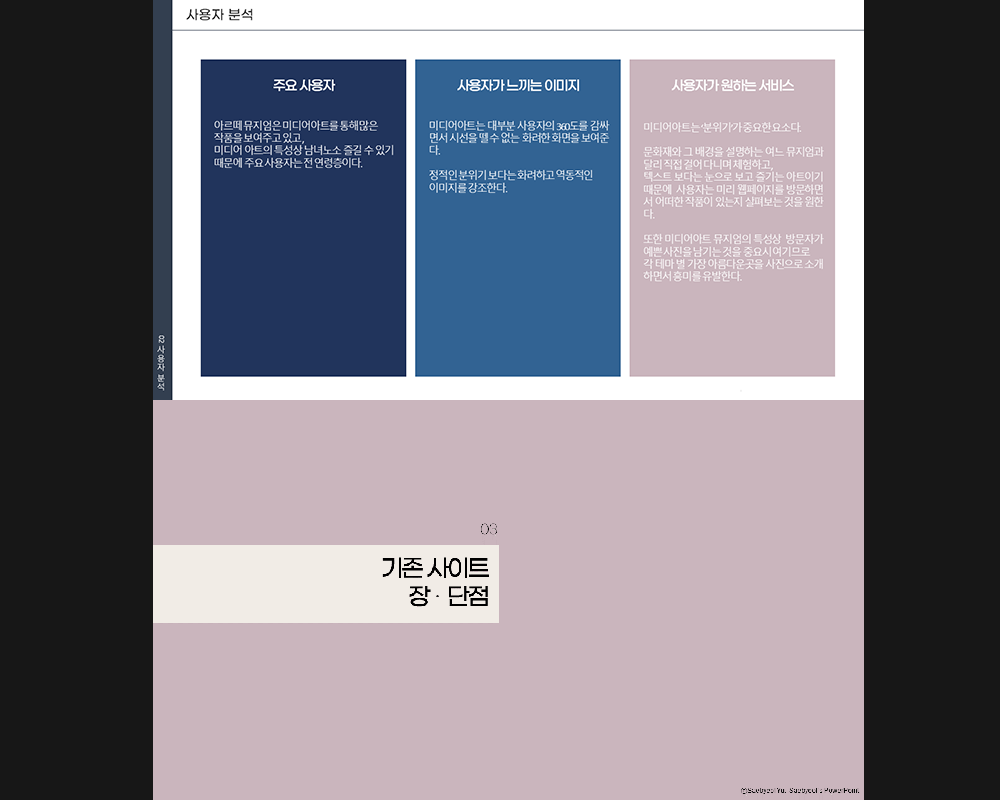 사용자 분석
주요 사용자
아르떼 뮤지엄은 미디어아트를 통해많은
작품을 보여주고 있고,
미디어 아트의 특성상 남녀노소 즐길 수 있기
때문에 주요 사용자는 전 연령층이다.
사용자가 느끼는 이미지
미디어아트는 대부분 사용자의 360도를 감싸
면서 시선을 뗄 수 없는 화려한 화면을 보여준
다.
정적인 분위기 보다는 화려하고 역동적인
이미지를 강조한다.
사용자가 원하는 서비스
미디어아트는 '분위기'가 중요한 요소다.
문화재와 그 배경을 설명하는 여느 뮤지엄과
달리 직접 걸어 다니며 체험하고,
텍스트 보다는 눈으로 보고 즐기는 아트이기
때문에 사용자는 미리 웹페이지를 방문하면
서 어떠한 작품이 있는지 살펴보는 것을 원한
다.
또한 미디어아트 뮤지엄의 특성상 방문자가
예쁜 사진을 남기는 것을 중요시여기므로
각 테마 별 가장 아름다운곳을 사진으로 소개
하면서 흥미를 유발한다.
02 사용자 분석
03
기존 사이트
장 · 단점
@Saebyeol Yu. Saebyeol's PowerPoint